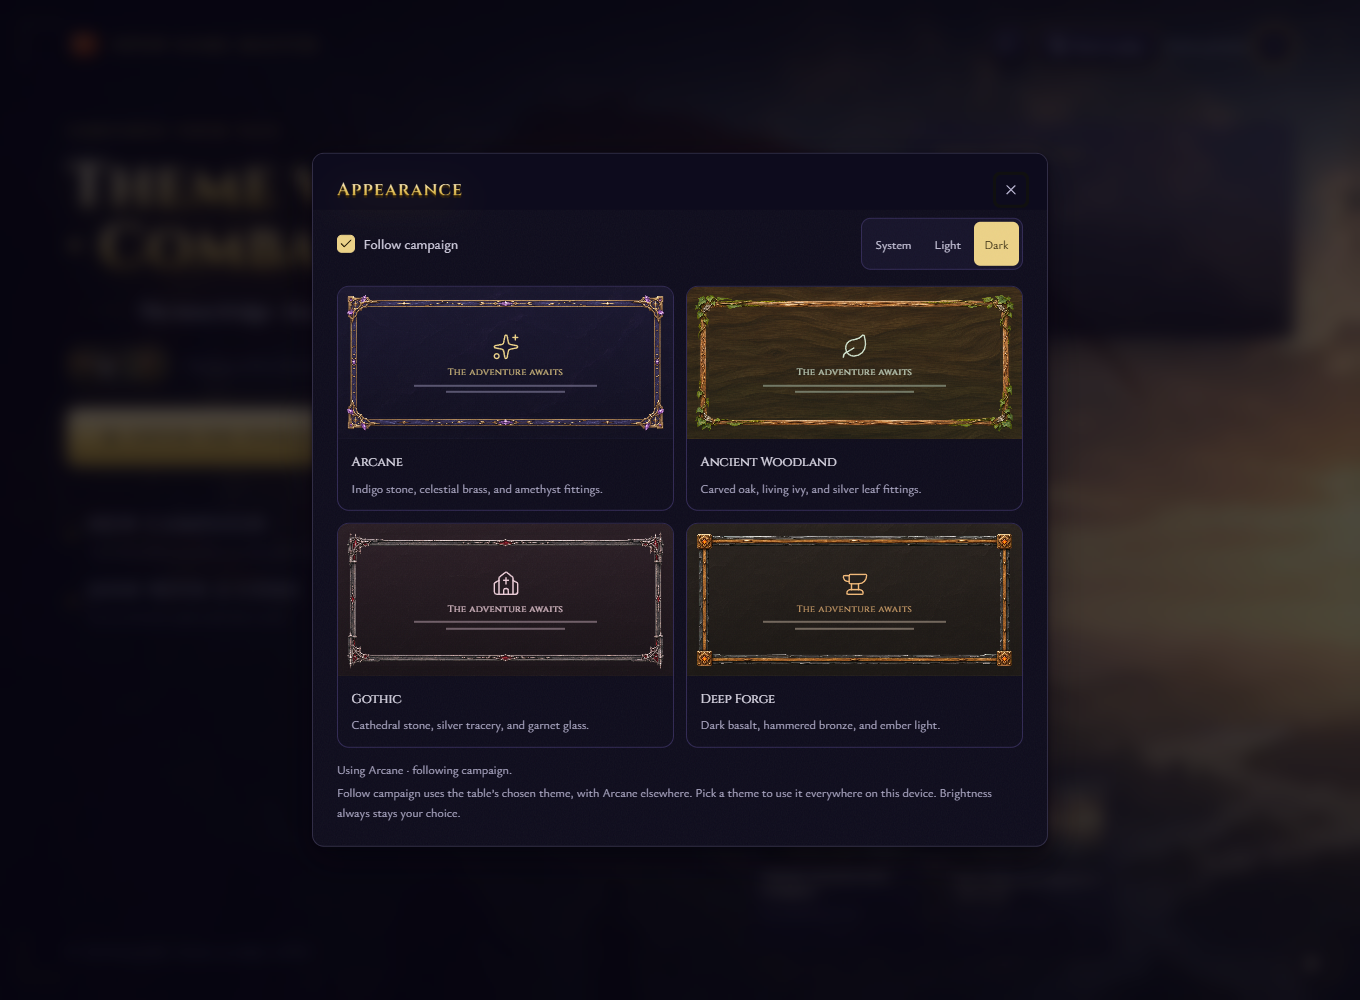 Appearance
Follow campaign
System Light Dark
The adventure awaits
Arcane
Indigo stone, celestial brass, and amethyst fittings.
The adventure awaits
Ancient Woodland
Carved oak, living ivy, and silver leaf fittings.
The adventure awaits
Gothic
Cathedral stone, silver tracery, and garnet glass.
The adventure awaits
Deep Forge
Dark basalt, hammered bronze, and ember light.
Using Arcane · following campaign.
Follow campaign uses the table's chosen theme, with Arcane elsewhere. Pick a theme to use it everywhere on this device. Brightness
always stays your choice.
Theme